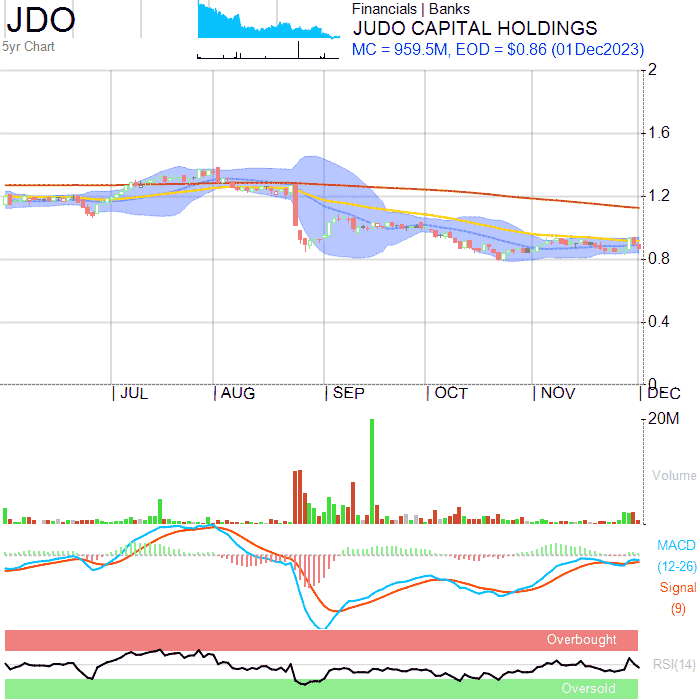 JDO
5yr Chart
Financials | Banks
JUDO CAPITAL HOLDINGS
MC = 959.5M, EOD = $0.86 (01Dec2023)
2
1.6
1.2
0.8
0.4
0
JUL AUG SEP OCT NOV DEC
20M
Volume
MACD
(12-26)
Signal
(9)
Overbought
RSI(14)
Oversold